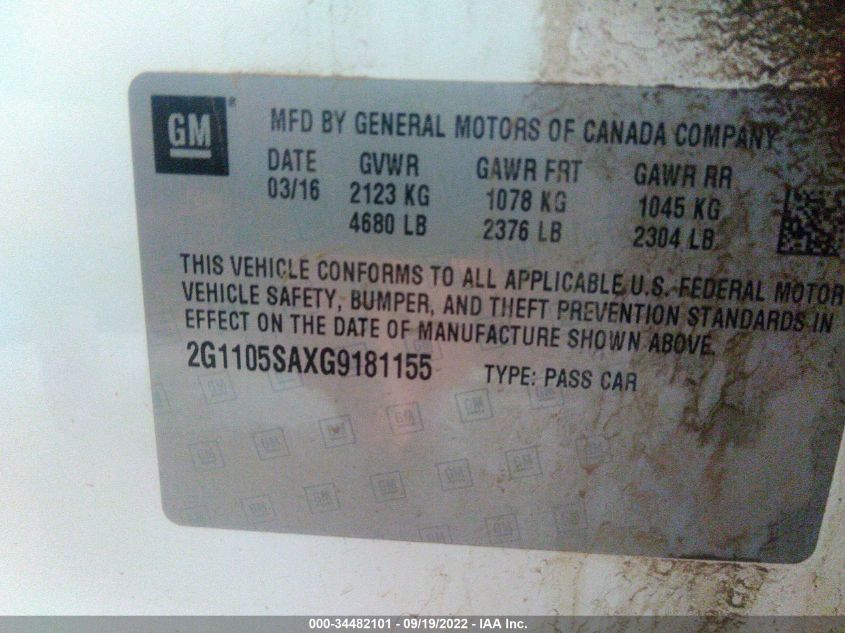 GM ® MFD BY GENERAL MOTORS OF CANADA COMPANY
DATE GVWR GAWR FRT GAWR RR
03/16 2123 KG 1078 KG 1045 KG
4680 LB 2376 LB 2304 LB
THIS VEHICLE CONFORMS TO ALL APPLICABLE U.S. FEDERAL MOTOR
VEHICLE SAFETY, BUMPER, AND THEFT PREVENTION STANDARDS IN
EFFECT ON THE DATE OF MANUFACTURE SHOWN ABOVE.
2G1105SAXG9181155 TYPE: PASS CAR
000-34482101 - 09/19/2022 - IAA Inc.